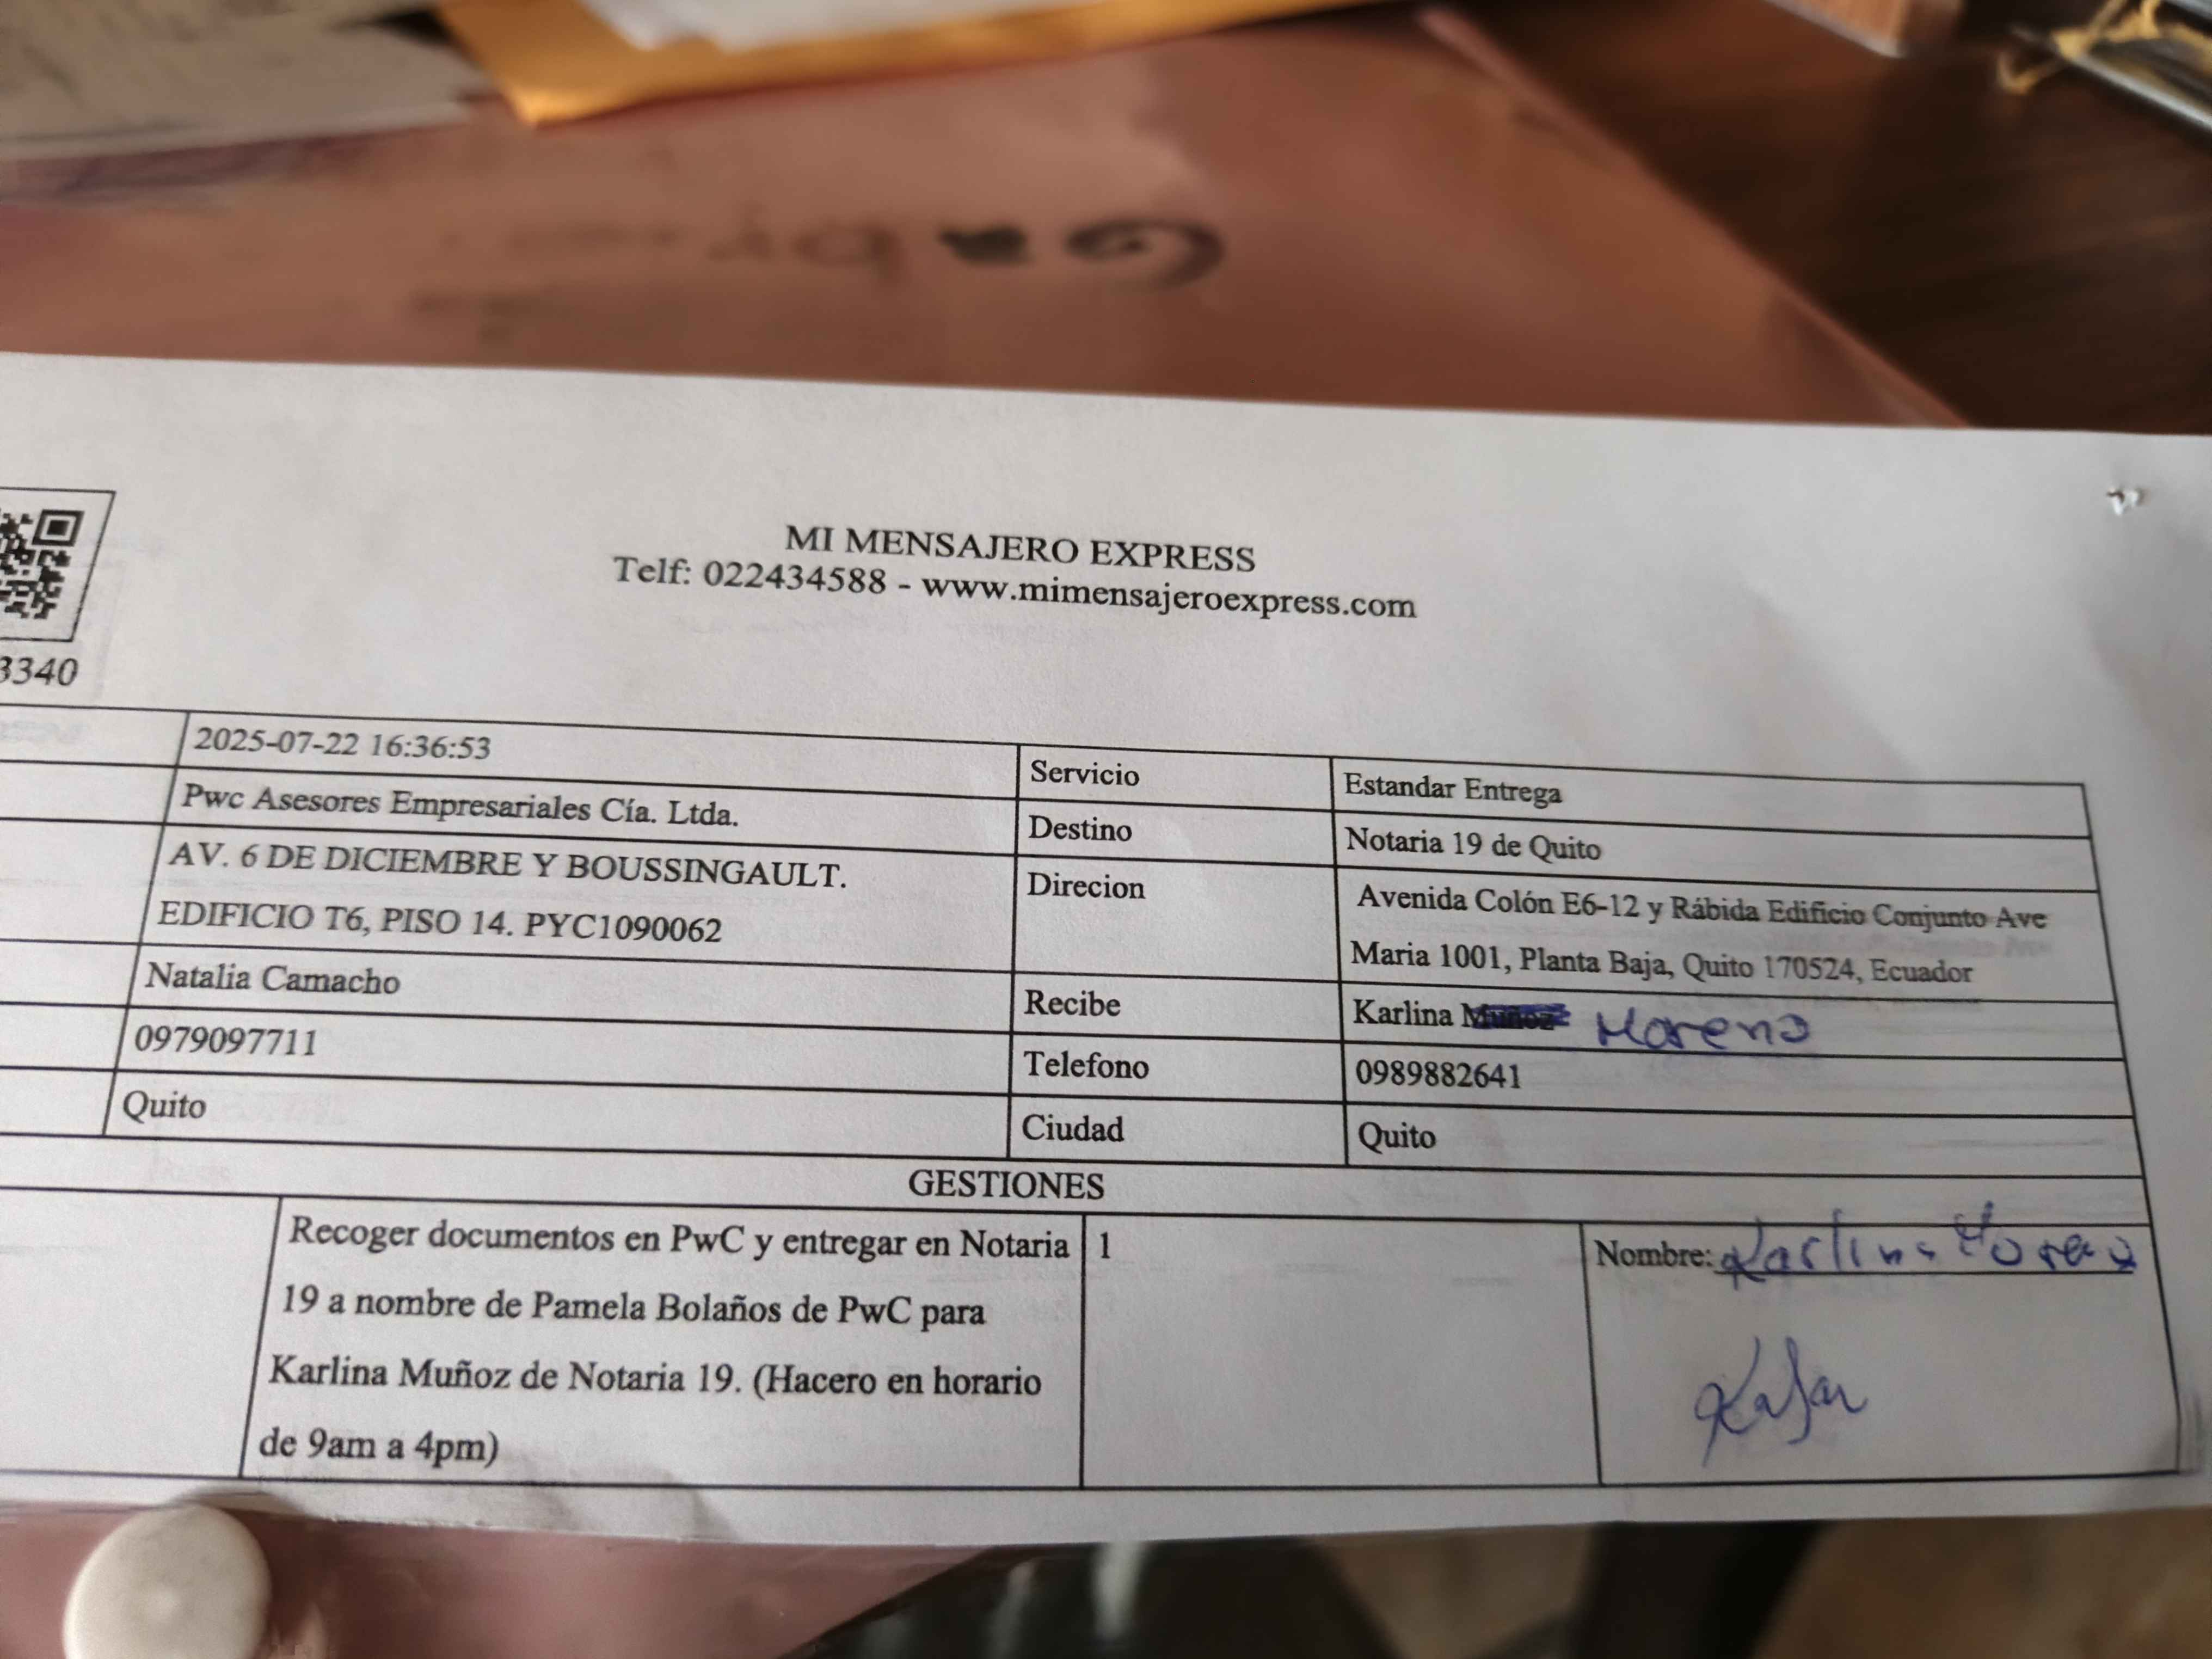 MI MENSAJERO EXPRESS
Telf: 022434588 - www.mimensajeroexpress.com
3340
2025-07-22 16:36:53
Servicio
Estandar Entrega
Pwc Asesores Empresariales Cía. Ltda.
Destino
Notaria 19 de Quito
AV. 6 DE DICIEMBRE Y BOUSSINGAULT.
EDIFICIO T6, PISO 14. PYC1090062
Direcion
Avenida Colón E6-12 y Rábida Edificio Conjunto Ave
Maria 1001, Planta Baja, Quito 170524, Ecuador
Natalia Camacho
Recibe
Karlina Muñoz Moreno
0979097711
Telefono
0989882641
Quito
Ciudad
Quito
GESTIONES
Recoger documentos en PwC y entregar en Notaria
19 a nombre de Pamela Bolaños de PwC para
Karlina Muñoz de Notaria 19. (Hacero en horario
de 9am a 4pm)
1
Nombre: Karlina Moreno